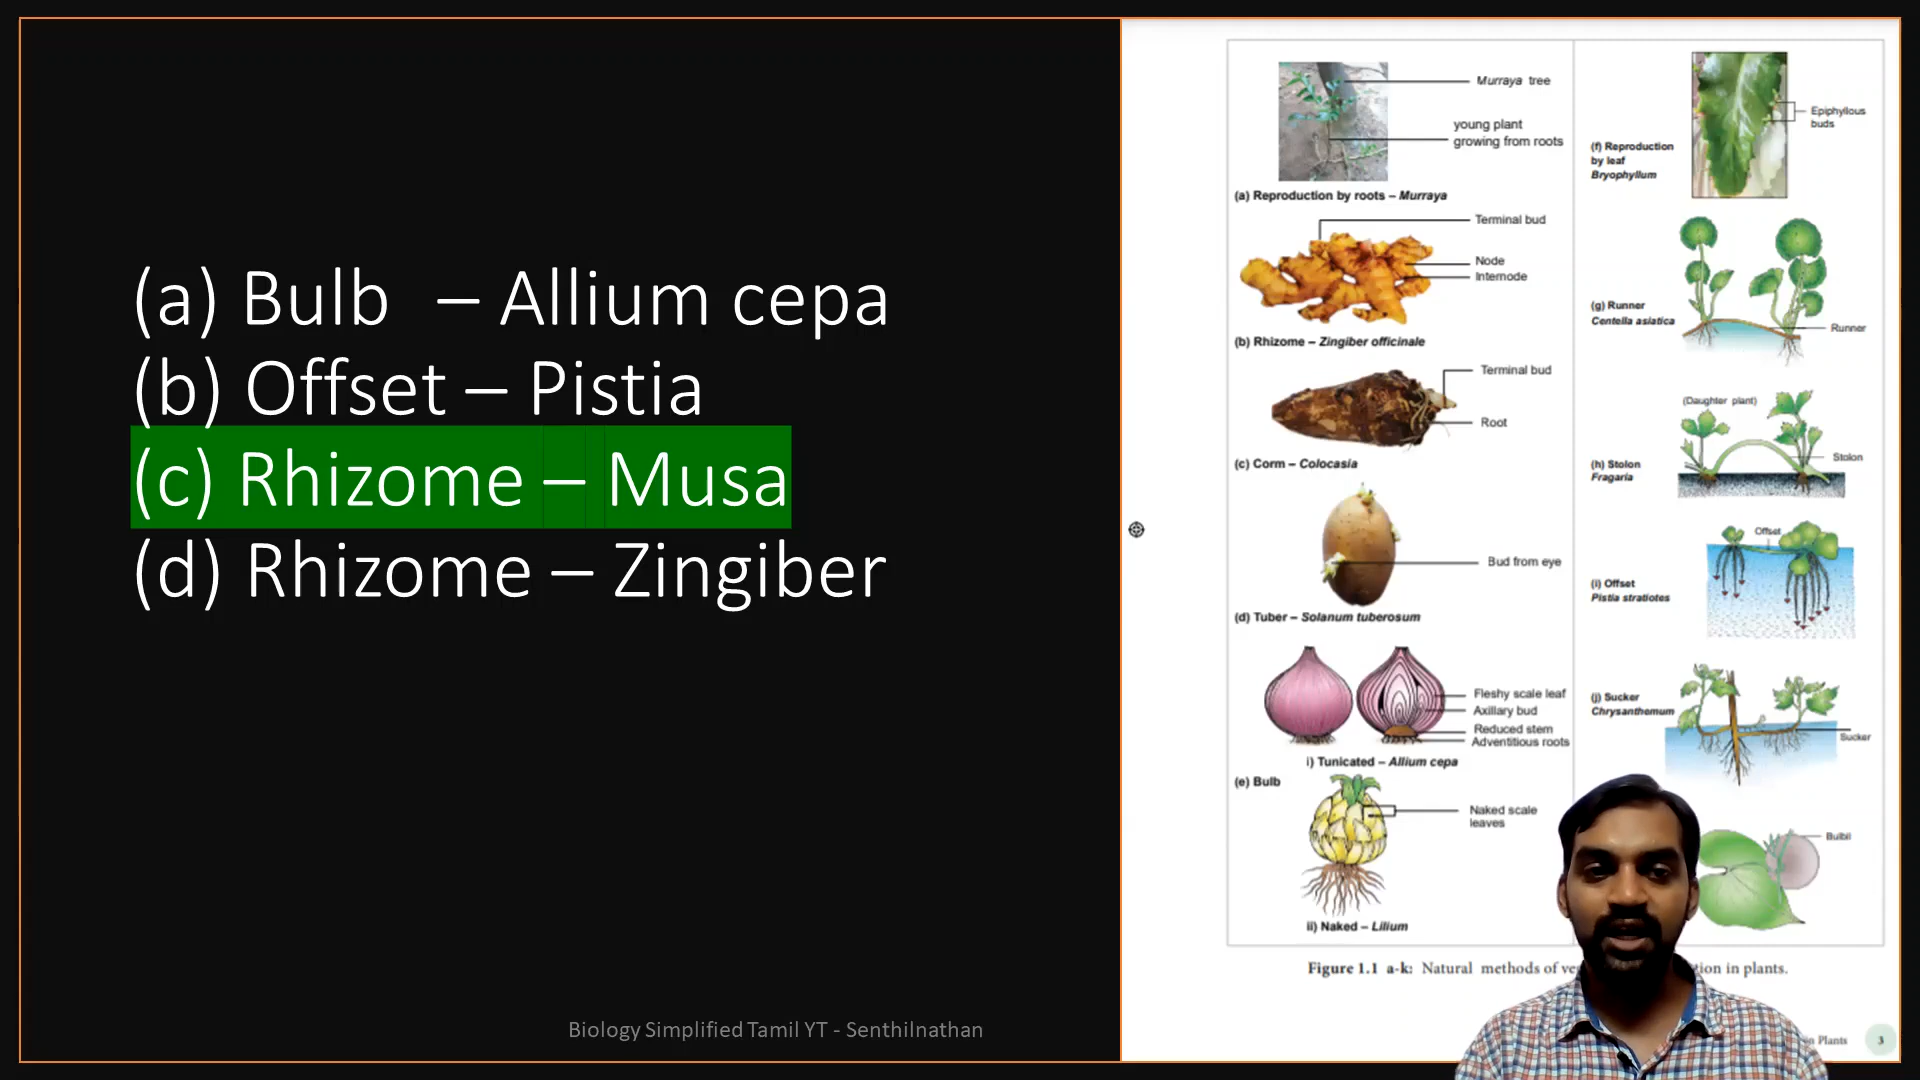 (a) Bulb – Allium cepa
(b) Offset – Pistia
(c) Rhizome – Musa
(d) Rhizome – Zingiber
Biology Simplified Tamil YT - Senthilnathan
Murraya tree
young plant
growing from roots
(a) Reproduction by roots – Murraya
Terminal bud
Node
Internode
(b) Rhizome – Zingiber officinale
Terminal bud
Root
(c) Corm – Colocasia
Bud from eye
(d) Tuber – Solanum tuberosum
Fleshy scale leaf
Axillary bud
Reduced stem
Adventitious roots
i) Tunicated – Allium cepa
(e) Bulb
Naked scale
leaves
ii) Naked – Lilium
Epiphyllous
buds
(f) Reproduction
by leaf
Bryophyllum
(g) Runner
Centella asiatica
Runner
(Daughter plant)
Stolon
(h) Stolon
Fragaria
Offset
(i) Offset
Pistia stratiotes
(j) Sucker
Chrysanthemum
Sucker
Bulbil
Figure 1.1 a-k: Natural methods of tion in plants.
Plants 3